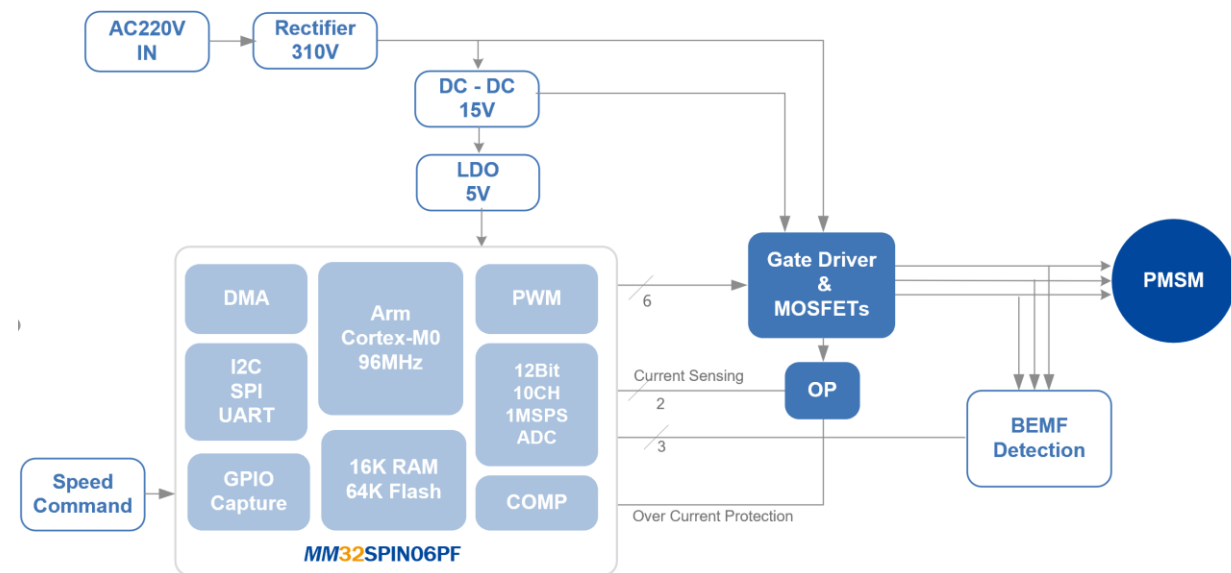 AC220V
IN
Rectifier
310V
DC - DC
15V
LDO
5V
DMA
I2C
SPI
UART
GPIO
Capture
Arm
Cortex-M0
96MHz
16K RAM
64K Flash
PWM
12Bit
10CH
1MSPS
ADC
COMP
MM32SPIN06PF
Speed
Command
6
Gate Driver
&
MOSFETs
PMSM
Current Sensing
2
OP
3
BEMF
Detection
Over Current Protection